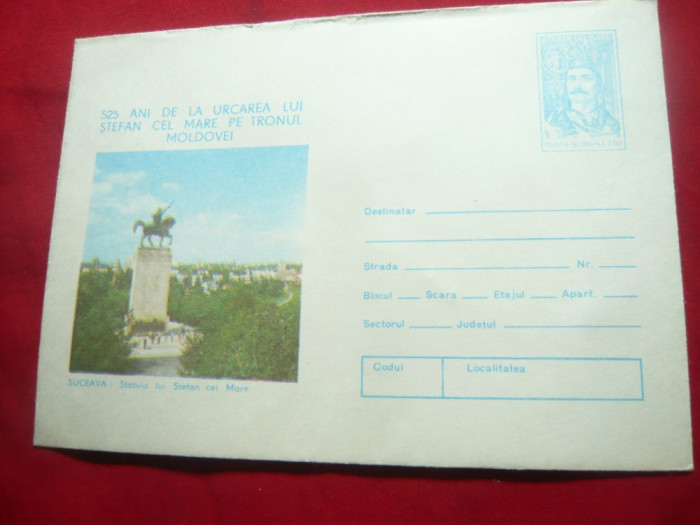 525 ANI DE LA URCAREA LUI
ȘTEFAN CEL MARE PE TRONUL
MOLDOVEI
SUCEAVA : Statuia lui Ștefan cel Mare
POSTA ROMANA
Destinatar
Strada Nr.
Blocul Scara Etajul Apart.
Sectorul Județul
Codul Localitatea